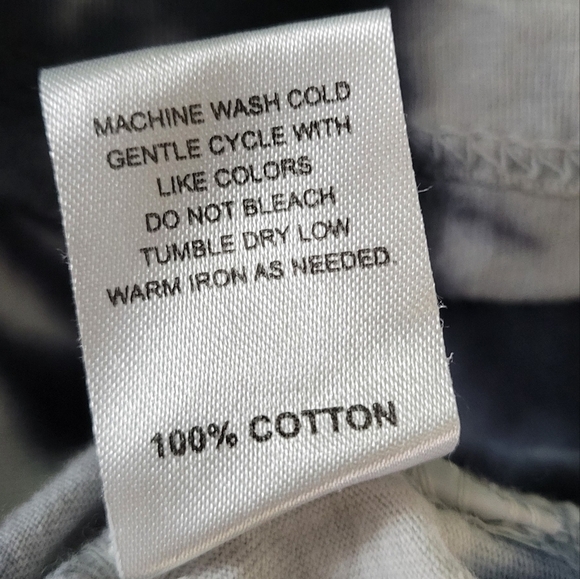 MACHINE WASH COLD
GENTLE CYCLE WITH
LIKE COLORS
DO NOT BLEACH
TUMBLE DRY LOW
WARM IRON AS NEEDED.
100% COTTON